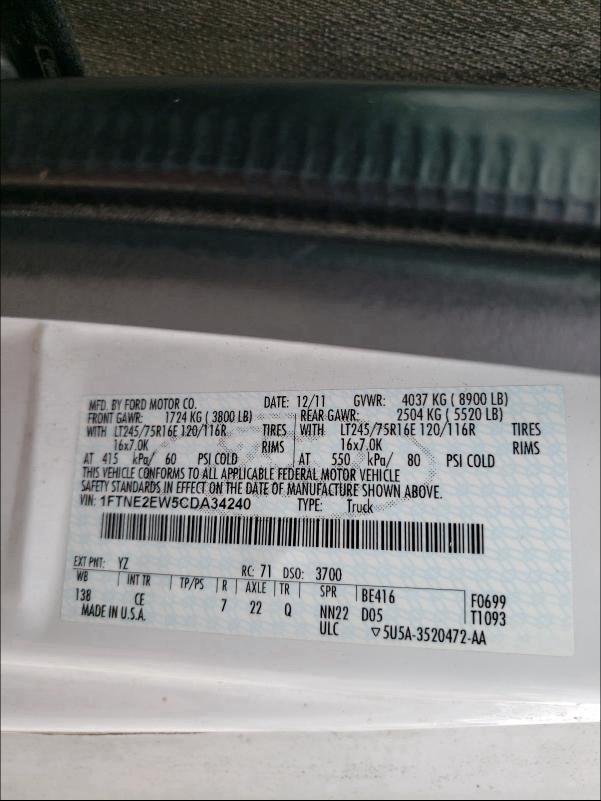 MFD. BY FORD MOTOR CO. DATE: 12/11 GVWR: 4037 KG ( 8900 LB)
FRONT GAWR: 1724 KG ( 3800 LB) REAR GAWR: 2504 KG ( 5520 LB)
WITH LT245/75R16E 120/116R TIRES WITH LT245/75R16E 120/116R TIRES
16x7.0K RIMS 16x7.0K RIMS
AT 415 kPa/ 60 PSI COLD AT 550 kPa/ 80 PSI COLD
THIS VEHICLE CONFORMS TO ALL APPLICABLE FEDERAL MOTOR VEHICLE
SAFETY STANDARDS IN EFFECT ON THE DATE OF MANUFACTURE SHOWN ABOVE.
VIN: 1FTNE2EW5CDA34240 TYPE: Truck
EXT PNT: YZ RC: 71 DSO: 3700
WB INT TR TP/PS R AXLE TR SPR BE416 F0699
138 CE 7 22 Q NN22 D05 T1093
MADE IN U.S.A. ULC ▽5U5A-3520472-AA